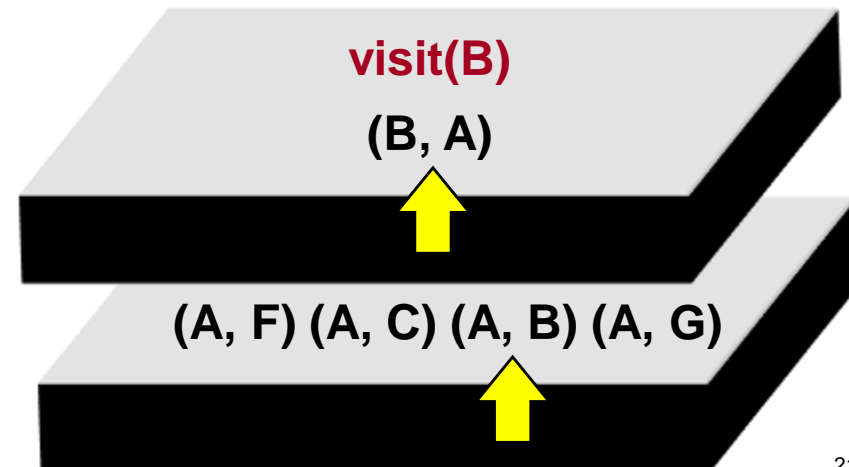 visit(B)
(B, A)
(A, F) (A, C) (A, B) (A, G)